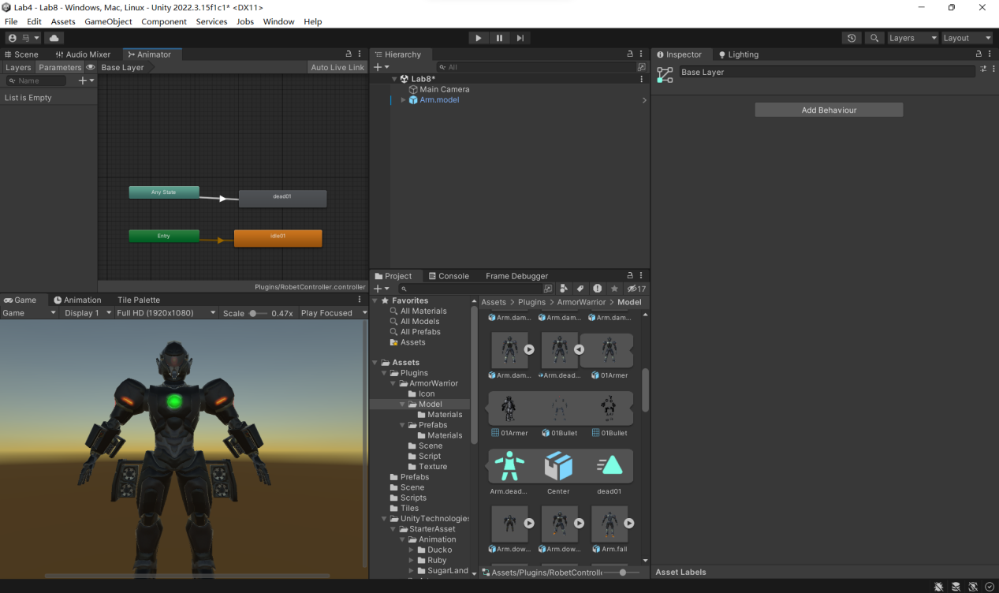 Lab4 - Lab8 - Windows, Mac, Linux - Unity 2022.3.15f1c1* <DX11>
File Edit Assets GameObject Component Services Jobs Window Help
马
Layers Layout
Scene Audio Mixer Animator
Layers Parameters Base Layer Auto Live Link
Name
List is Empty
Any State
dead01
Entry
idle01
Plugins/RobetController.controller
Game Animation Tile Palette
Game Display 1 Full HD (1920x1080) Scale 0.47x Play Focused
Hierarchy
All
Lab8*
Main Camera
Arm.model
Project Console Frame Debugger
17
Favorites
All Materials
All Models
All Prefabs
Assets
Assets
Plugins
ArmorWarrior
Icon
Model
Materials
Prefabs
Materials
Scene
Script
Texture
Prefabs
Scene
Scripts
Tiles
UnityTechnologies
StarterAsset
Animation
Ducko
Ruby
SugarLand
Assets > Plugins > ArmorWarrior > Model
Arm.dam... Arm.dam... Arm.dam...
Arm.dam... Arm.dead... 01Armer
01Armer 01Bullet 01Bullet
Arm.dead... Center dead01
Arm.dow... Arm.dow... Arm.fall
Assets/Plugins/RobetControlle
Inspector Lighting
Base Layer
Add Behaviour
Asset Labels